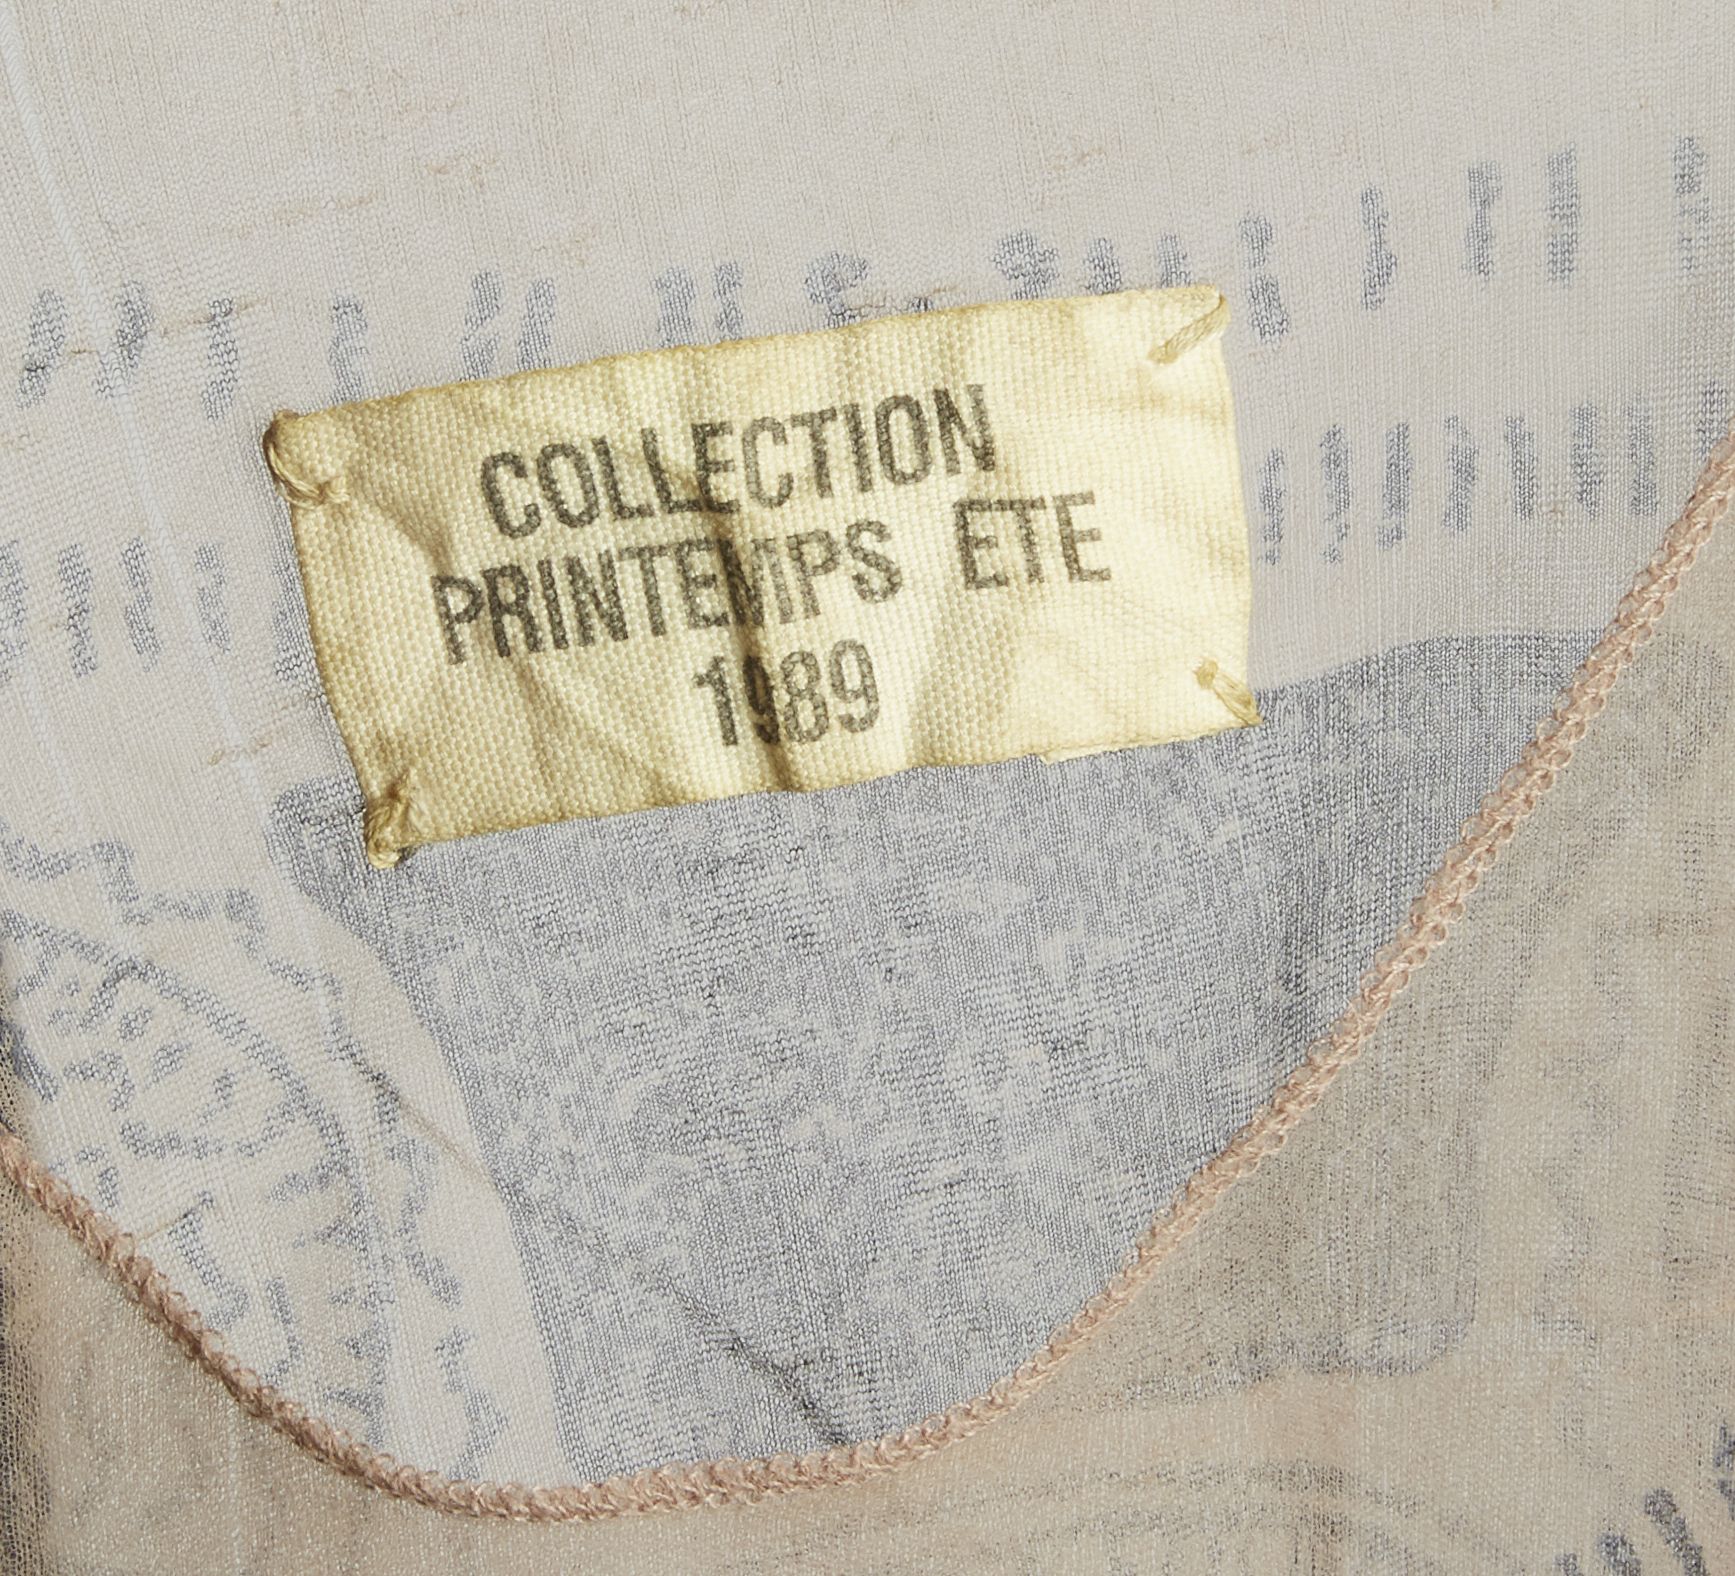 COLLECTION
PRINTEMPS ETE
1989